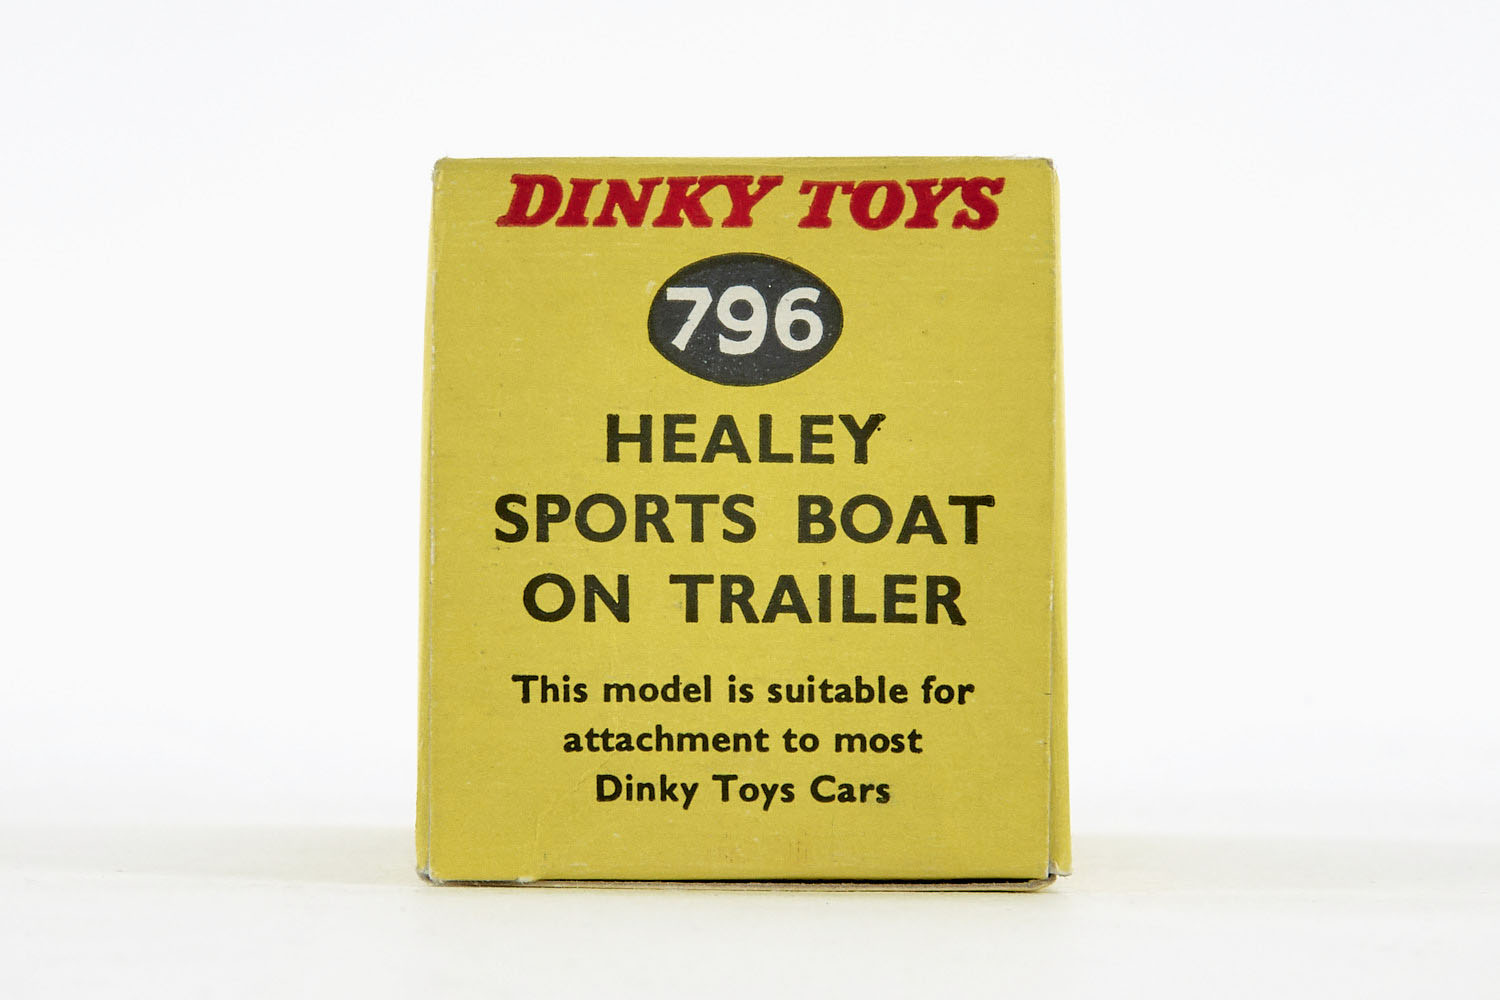 DINKY TOYS
796
HEALEY
SPORTS BOAT
ON TRAILER
This model is suitable for
attachment to most
Dinky Toys Cars